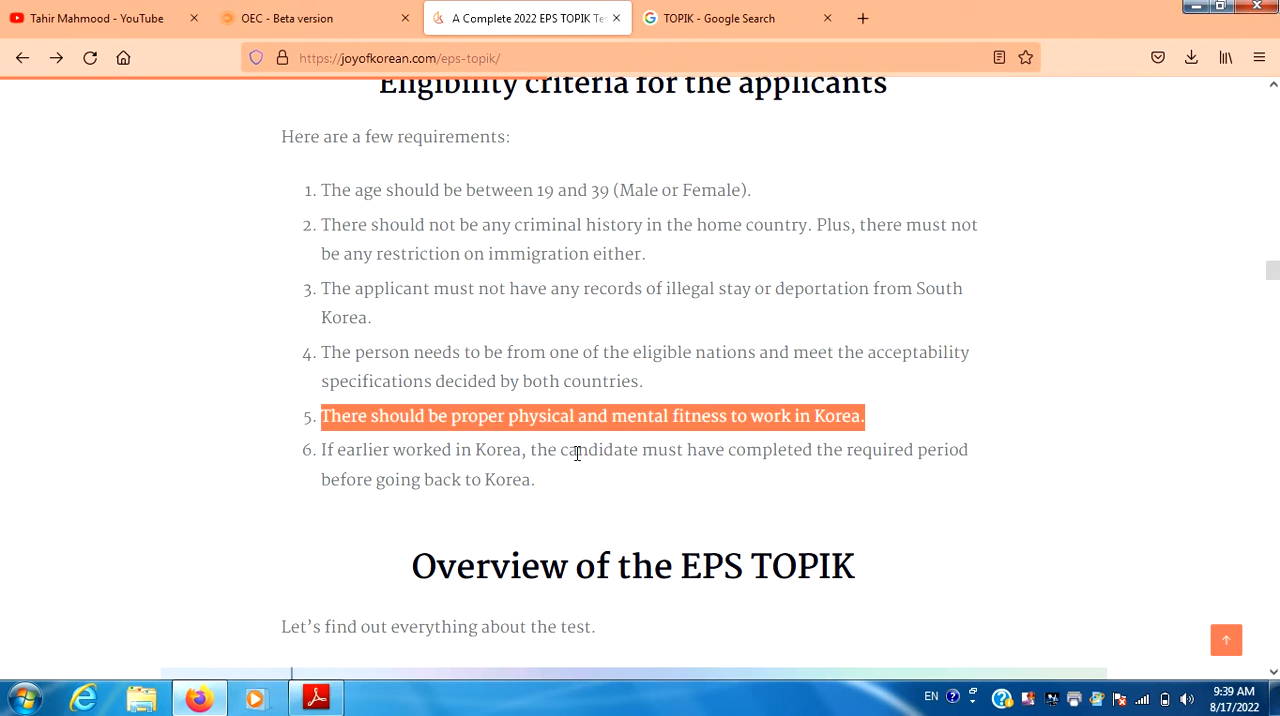 Tahir Mahmood - YouTube
OEC - Beta version
A Complete 2022 EPS TOPIK Te
TOPIK - Google Search
https://joyofkorean.com/eps-topik/
Eligibility criteria for the applicants
Here are a few requirements:
1. The age should be between 19 and 39 (Male or Female).
2. There should not be any criminal history in the home country. Plus, there must not
be any restriction on immigration either.
3. The applicant must not have any records of illegal stay or deportation from South
Korea.
4. The person needs to be from one of the eligible nations and meet the acceptability
specifications decided by both countries.
5. There should be proper physical and mental fitness to work in Korea.
6. If earlier worked in Korea, the candidate must have completed the required period
before going back to Korea.
Overview of the EPS TOPIK
Let’s find out everything about the test.
EN
9:39 AM
8/17/2022